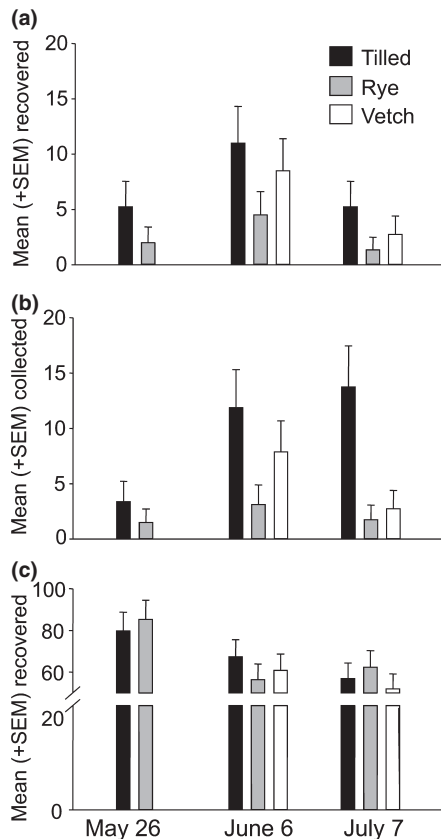 (a)
Mean (+SEM) recovered
20
15
10
5
0
Tilled
Rye
Vetch
(b)
Mean (+SEM) collected
20
15
10
5
0
(c)
Mean (+SEM) recovered
100
80
60
20
0
May 26
June 6
July 7